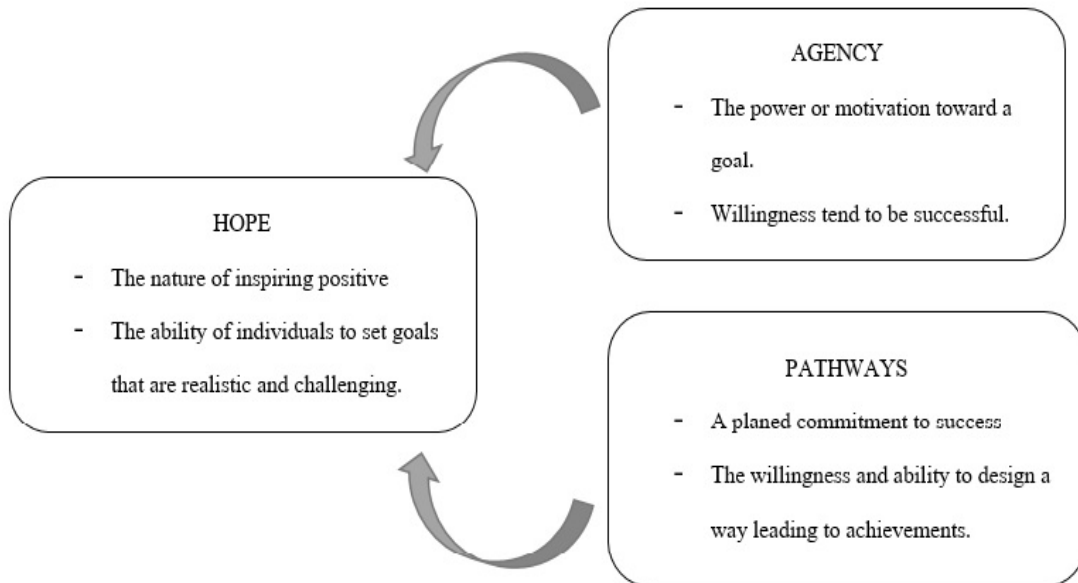 AGENCY
- The power or motivation toward a
goal.
- Willingness tend to be successful.
HOPE
- The nature of inspiring positive
- The ability of individuals to set goals
that are realistic and challenging.
PATHWAYS
- A planed commitment to success
- The willingness and ability to design a
way leading to achievements.